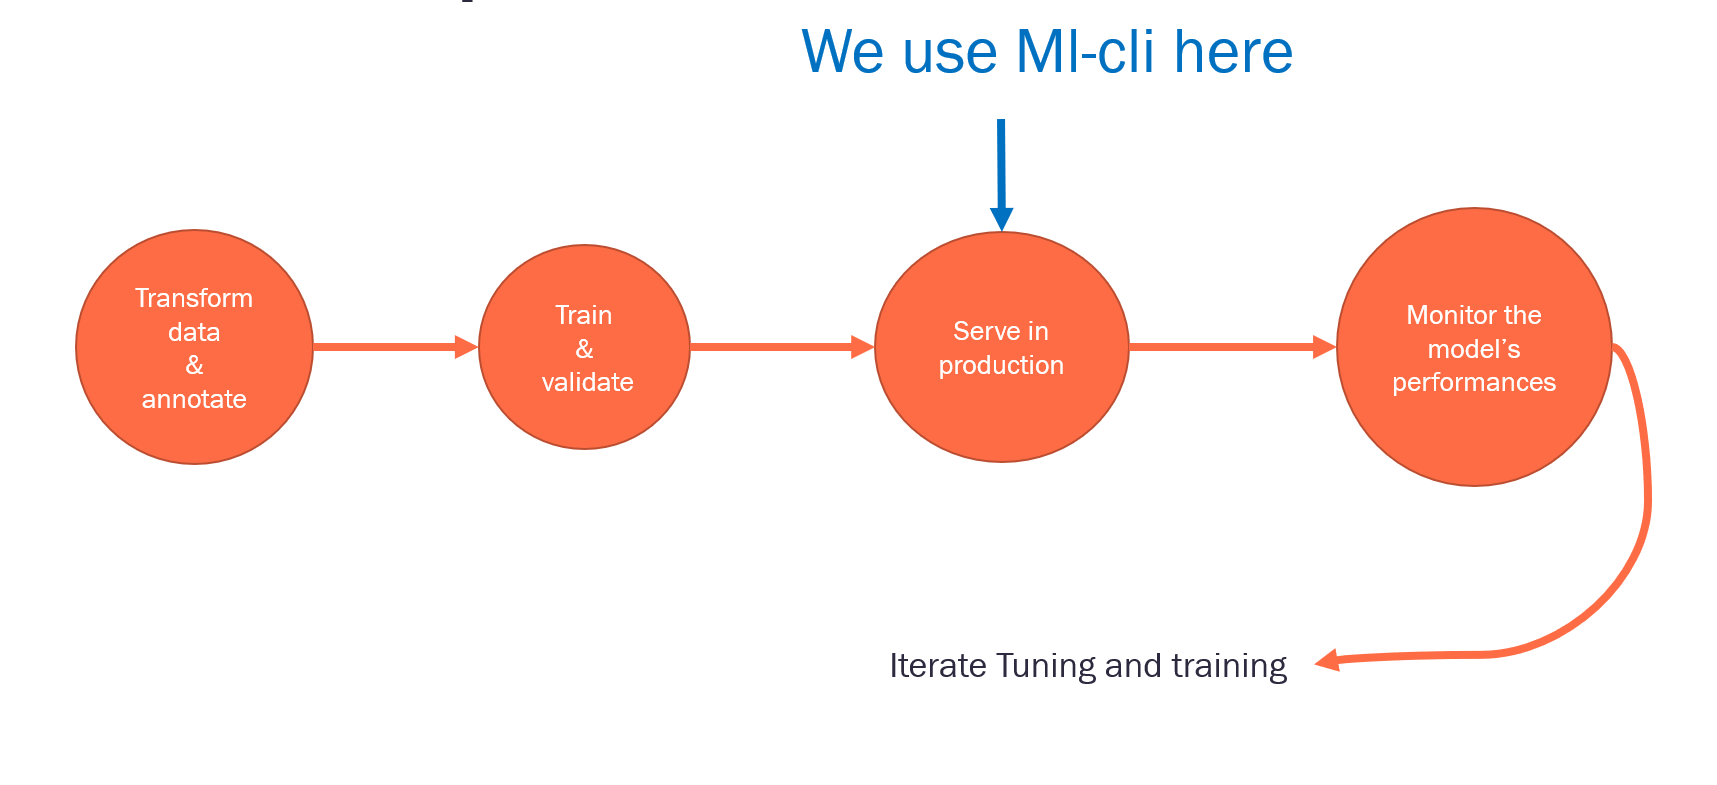 We use Ml-cli here
Transform
data
&
annotate
Train
&
validate
Serve in
production
Monitor the
model’s
performances
Iterate Tuning and training